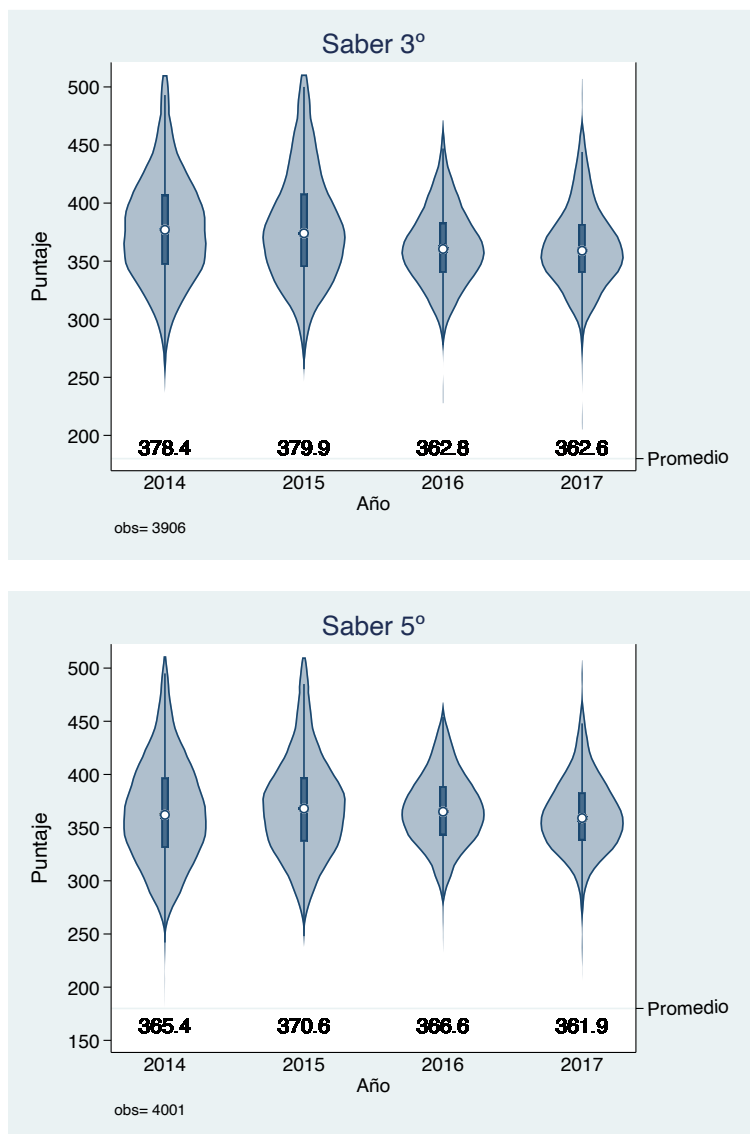 Saber 3º
500
450
400
350
300
250
200
Puntaje
378.4 379.9 362.8 362.6
Promedio
2014 2015 2016 2017
Año
obs= 3906
Saber 5º
500
450
400
350
300
250
200
150
Puntaje
Promedio
365.4 370.6 366.6 361.9
2014 2015 2016 2017
Año
obs= 4001